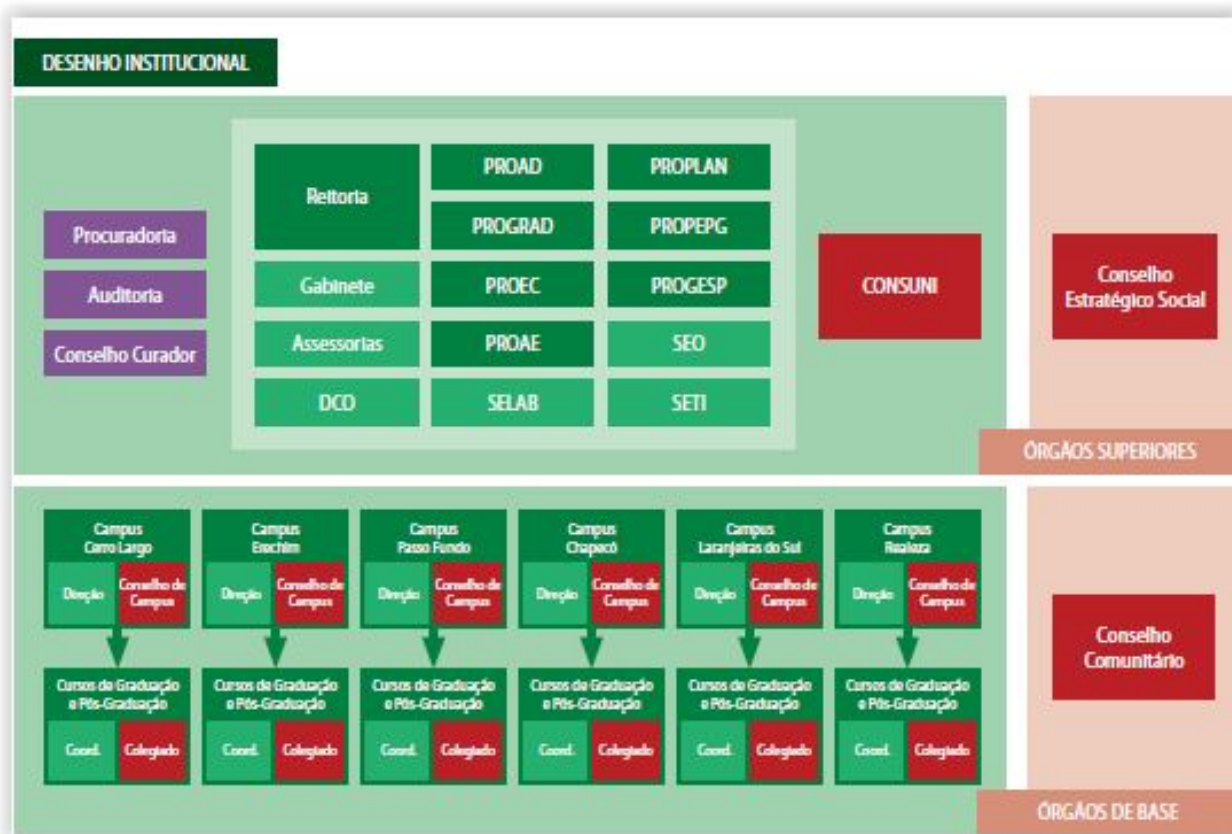 DESENHO INSTITUCIONAL
Procuradoria
Auditoria
Conselho Curador
Reitoria
PROAD
PROPLAN
PROGRAD
PROPEPG
Gabinete
PROEC
PROGESP
Assessorias
PROAE
SEO
DCO
SELAB
SETI
CONSUNI
Conselho
Estratégico Social
ÓRGÃOS SUPERIORES
Campus
Cerro Largo
Direção
Conselho de
Campus
Campus
Erechim
Direção
Conselho de
Campus
Campus
Passo Fundo
Direção
Conselho de
Campus
Campus
Chapecó
Direção
Conselho de
Campus
Campus
Laranjeiras do Sul
Direção
Conselho de
Campus
Campus
Realeza
Direção
Conselho de
Campus
Cursos de Graduação
e Pós-Graduação
Coord.
Colegiado
Cursos de Graduação
e Pós-Graduação
Coord.
Colegiado
Cursos de Graduação
e Pós-Graduação
Coord.
Colegiado
Cursos de Graduação
e Pós-Graduação
Coord.
Colegiado
Cursos de Graduação
e Pós-Graduação
Coord.
Colegiado
Cursos de Graduação
e Pós-Graduação
Coord.
Colegiado
Conselho
Comunitário
ÓRGÃOS DE BASE